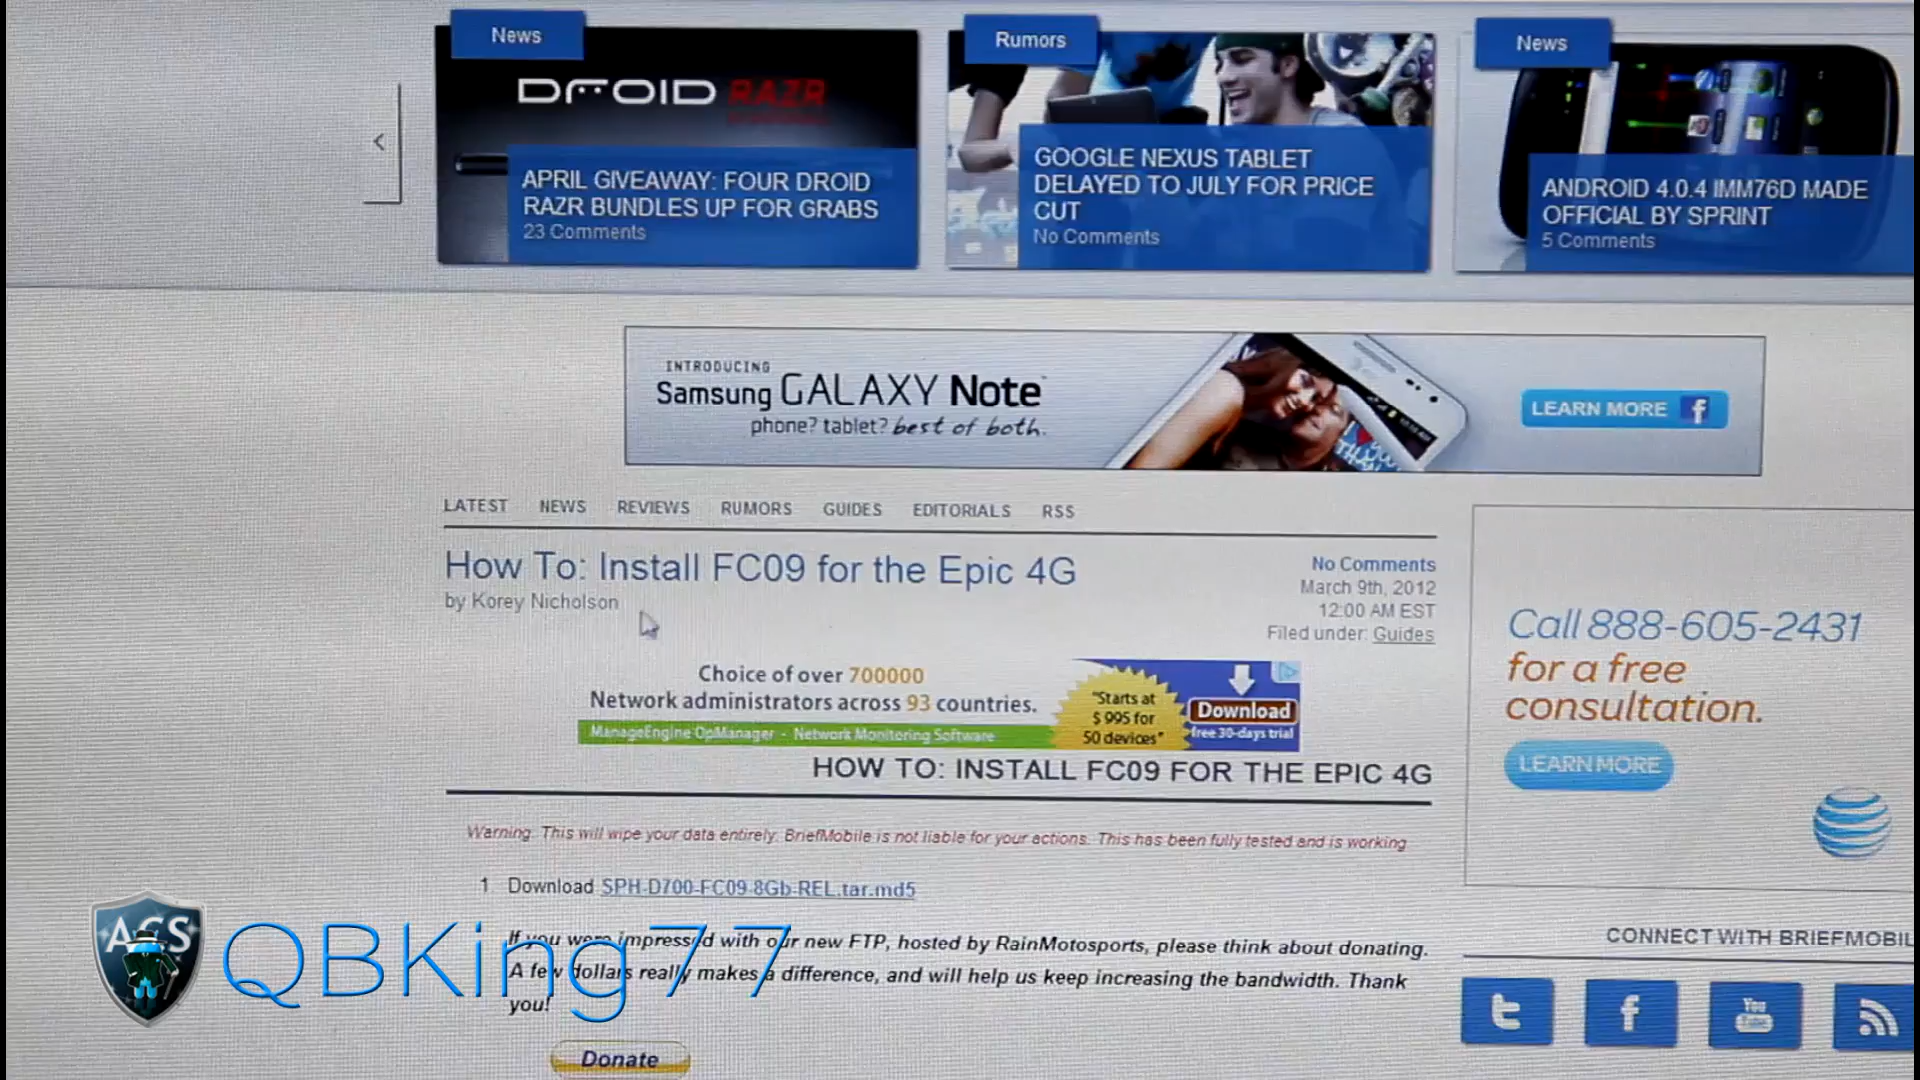 News
DROID RAZR
APRIL GIVEAWAY: FOUR DROID
RAZR BUNDLES UP FOR GRABS
23 Comments
Rumors
GOOGLE NEXUS TABLET
DELAYED TO JULY FOR PRICE
CUT
No Comments
News
ANDROID 4.0.4 IMM76D MADE
OFFICIAL BY SPRINT
5 Comments
INTRODUCING
Samsung GALAXY Note
phone? tablet? best of both.
LEARN MORE f
LATEST NEWS REVIEWS RUMORS GUIDES EDITORIALS RSS
How To: Install FC09 for the Epic 4G
by Korey Nicholson
No Comments
March 9th, 2012
12:00 AM EST
Filed under: Guides
Choice of over 700000
Network administrators across 93 countries.
ManageEngine OpManager - Network Monitoring Software
"Starts at
$ 995 for
50 devices"
Download
free 30-days trial
HOW TO: INSTALL FC09 FOR THE EPIC 4G
Warning: This will wipe your data entirely. BriefMobile is not liable for your actions. This has been fully tested and is working
1. Download SPH-D700-FC09-8Gb-REL.tar.md5
If you were impressed with our new FTP, hosted by RainMotosports, please think about donating.
A few dollars really makes a difference, and will help us keep increasing the bandwidth. Thank
you!
Donate
Call 888-605-2431
for a free
consultation.
LEARN MORE
CONNECT WITH BRIEFMOBIL
t f You Tube
ACS
QBKing77